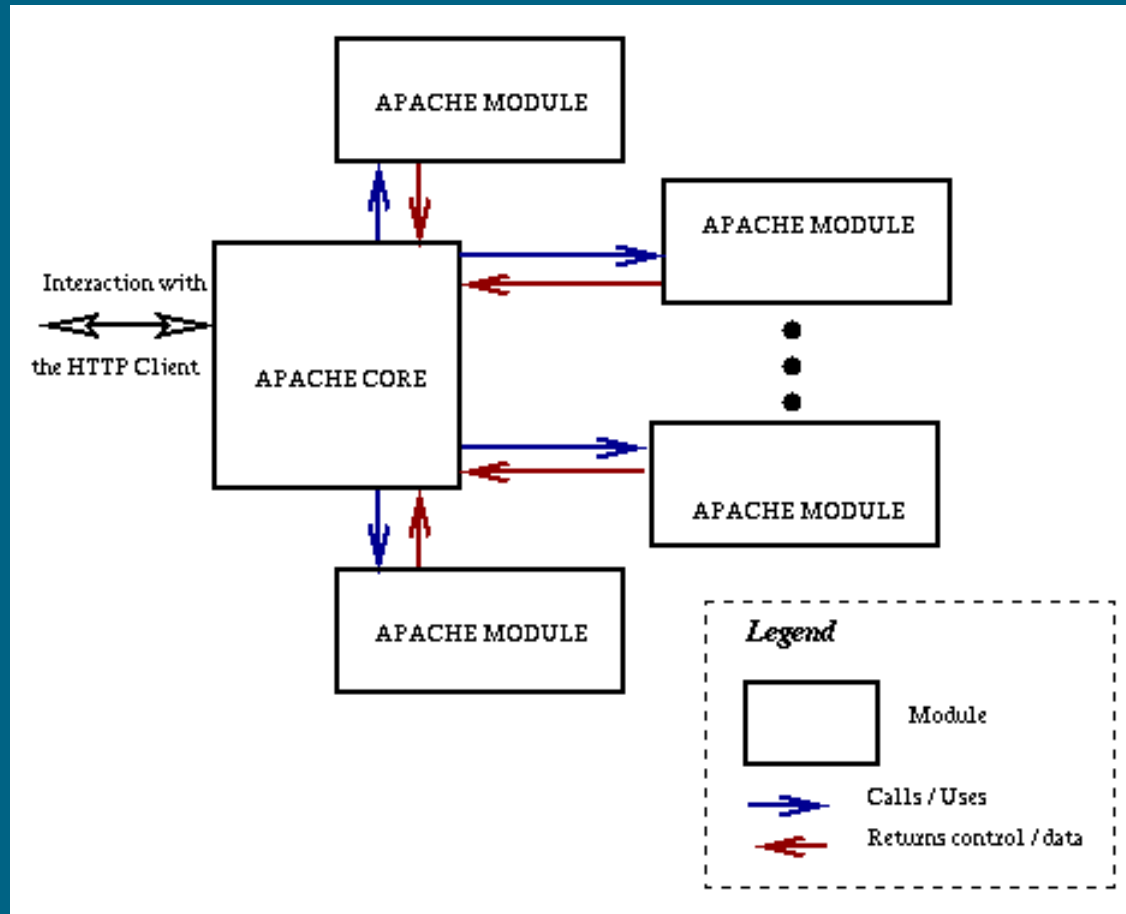 APACHE MODULE
APACHE MODULE
Interaction with
the HTTP Client
APACHE CORE
APACHE MODULE
APACHE MODULE
Legend
Module
Calls / Uses
Returns control / data